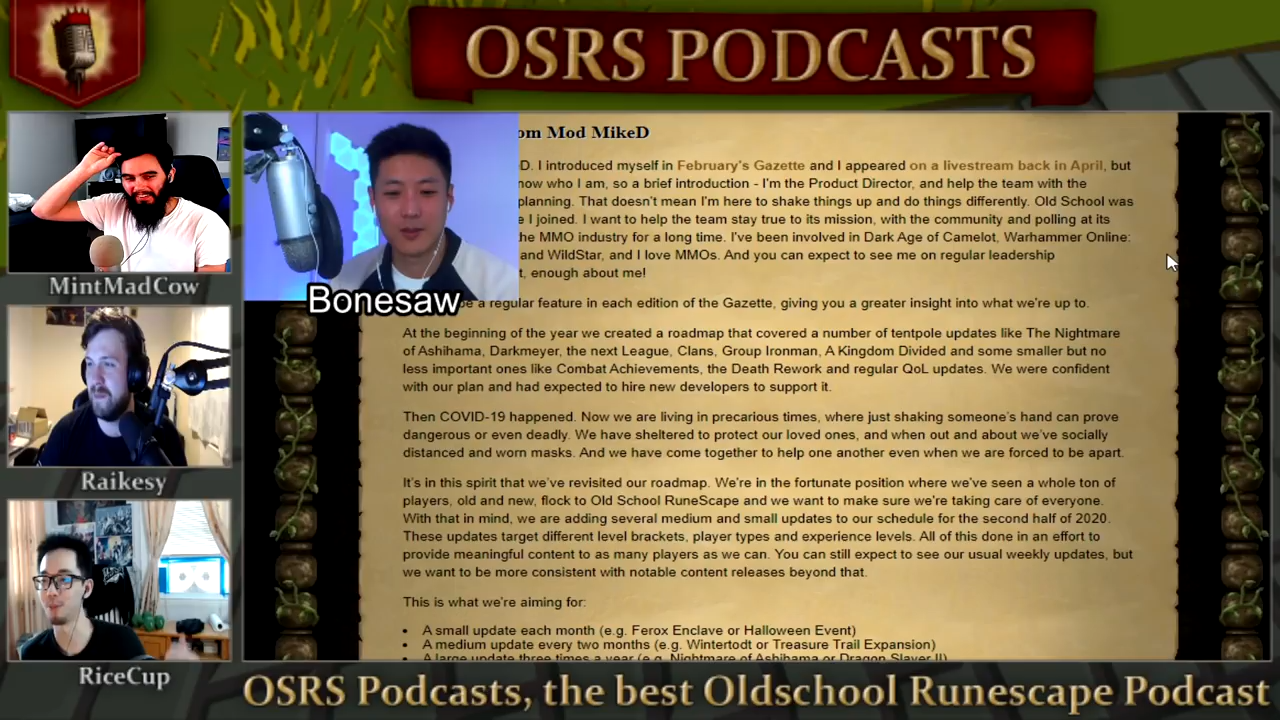 OSRS PODCASTS
MintMadCow
Raikesy
RiceCup
Bonesaw
om Mod MikeD
D. I introduced myself in February's Gazette and I appeared on a livestream back in April, but
now who I am, so a brief introduction - I'm the Product Director, and help the team with the
planning. That doesn't mean I'm here to shake things up and do things differently. Old School was
e I joined. I want to help the team stay true to its mission, with the community and polling at its
the MMO industry for a long time. I've been involved in Dark Age of Camelot, Warhammer Online:
and WildStar, and I love MMOs. And you can expect to see me on regular leadership
t, enough about me!
e a regular feature in each edition of the Gazette, giving you a greater insight into what we're up to.
At the beginning of the year we created a roadmap that covered a number of tentpole updates like The Nightmare
of Ashihama, Darkmeyer, the next League, Clans, Group Ironman, A Kingdom Divided and some smaller but no
less important ones like Combat Achievements, the Death Rework and regular QoL updates. We were confident
with our plan and had expected to hire new developers to support it.
Then COVID-19 happened. Now we are living in precarious times, where just shaking someone's hand can prove
dangerous or even deadly. We have sheltered to protect our loved ones, and when out and about we've socially
distanced and worn masks. And we have come together to help one another even when we are forced to be apart.
It's in this spirit that we've revisited our roadmap. We're in the fortunate position where we've seen a whole ton of
players, old and new, flock to Old School RuneScape and we want to make sure we're taking care of everyone.
With that in mind, we are adding several medium and small updates to our schedule for the second half of 2020.
These updates target different level brackets, player types and experience levels. All of this done in an effort to
provide meaningful content to as many players as we can. You can still expect to see our usual weekly updates, but
we want to be more consistent with notable content releases beyond that.
This is what we're aiming for:
• A small update each month (e.g. Ferox Enclave or Halloween Event)
• A medium update every two months (e.g. Wintertodt or Treasure Trail Expansion)
• A large update three times a year (e.g. Nightmare of Ashihama or Dragon Slayer II)
OSRS Podcasts, the best Oldschool Runescape Podcast